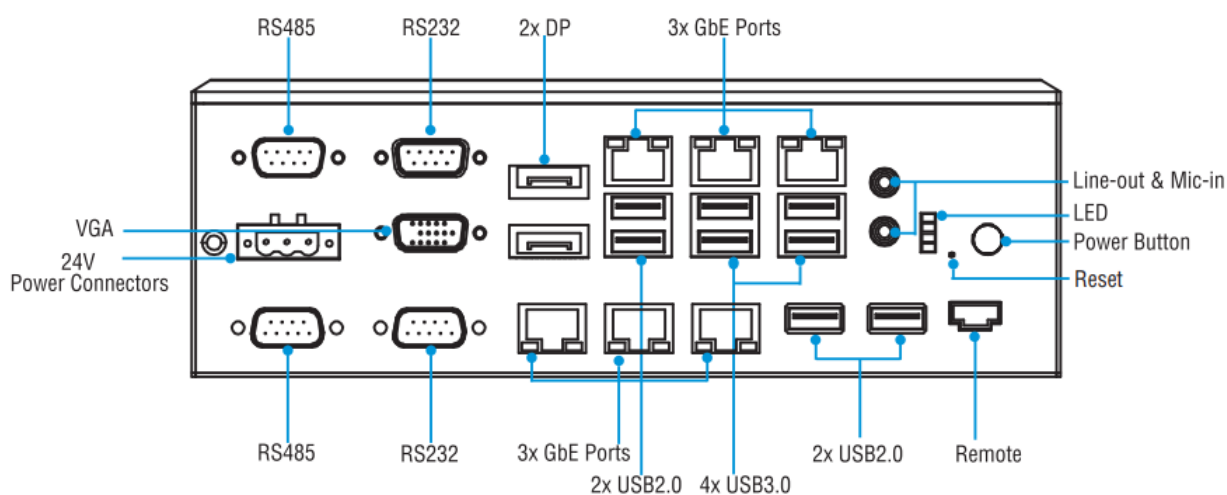 RS485
RS232
2x DP
3x GbE Ports
Line-out & Mic-in
LED
VGA
Power Button
24V
Power Connectors
Reset
RS485
RS232
3x GbE Ports
2x USB2.0
Remote
2x USB2.0
4x USB3.0